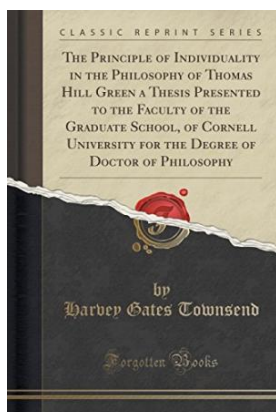 CLASSIC REPRINT SERIES
THE PRINCIPLE OF INDIVIDUALITY IN THE PHILOSOPHY OF THOMAS HILL GREEN A THESIS PRESENTED TO THE FACULTY OF THE GRADUATE SCHOOL, OF CORNELL UNIVERSITY FOR THE DEGREE OF DOCTOR OF PHILOSOPHY
by
Harvey Gates Townsend
Forgotten Books